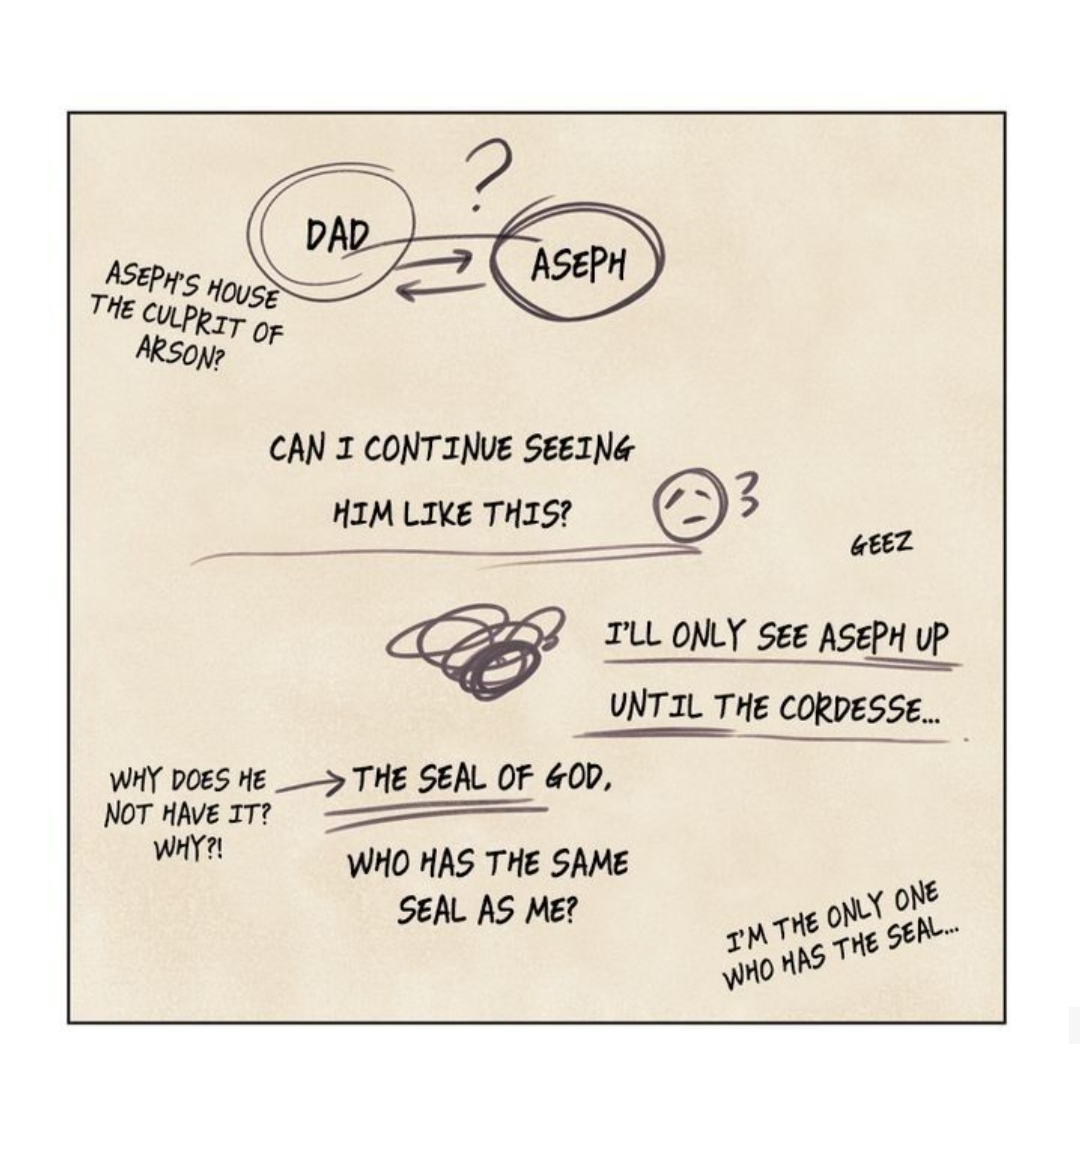 ?
DAD
ASEPH
ASEPH'S HOUSE
THE CULPRIT OF
ARSON?
CAN I CONTINUE SEEING
HIM LIKE THIS?
GEEZ
I'LL ONLY SEE ASEPH UP
UNTIL THE CORDESSE...
WHY DOES HE
NOT HAVE IT?
WHY?!
THE SEAL OF GOD,
WHO HAS THE SAME
SEAL AS ME?
I'M THE ONLY ONE
WHO HAS THE SEAL...